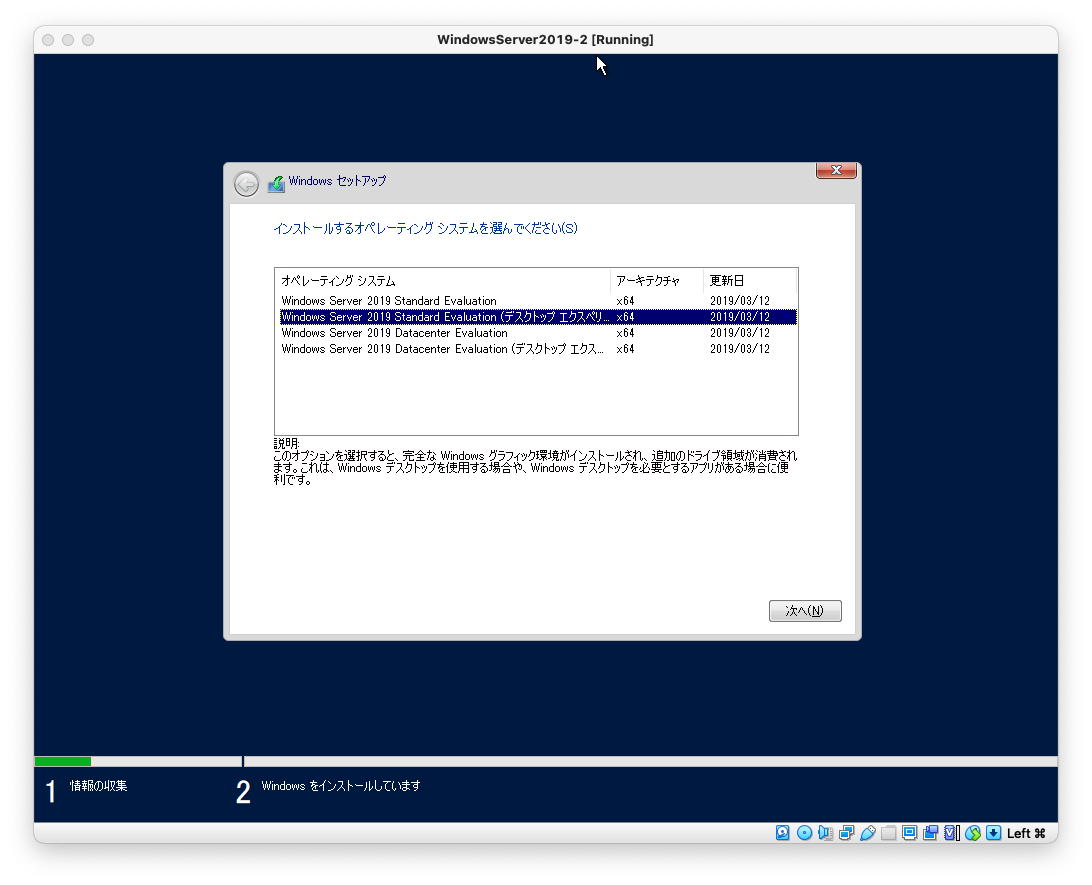 WindowsServer2019-2 [Running]
Windows セットアップ
インストールするオペレーティング システムを選んでください(S)
オペレーティング システム アーキテクチャ 更新日
Windows Server 2019 Standard Evaluation x64 2019/03/12
Windows Server 2019 Standard Evaluation (デスクトップ エクスペリ... x64 2019/03/12
Windows Server 2019 Datacenter Evaluation x64 2019/03/12
Windows Server 2019 Datacenter Evaluation (デスクトップ エクス... x64 2019/03/12
説明:
このオプションを選択すると、完全な Windows グラフィック環境がインストールされ、追加のドライブ領域が消費され
ます。これは、Windows デスクトップを使用する場合や、Windows デスクトップを必要とするアプリがある場合に便
利です。
次へ(N)
1 情報の収集 2 Windows をインストールしています
Left ⌘